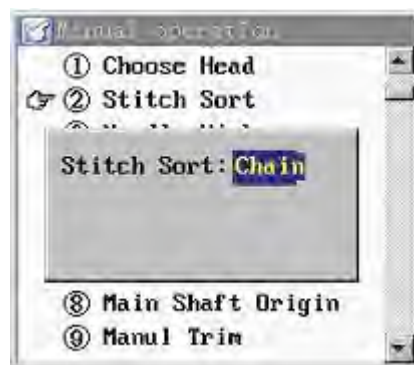 Manual operation
① Choose Head
② Stitch Sort
Stitch Sort: Chain
⑧ Main Shaft Origin
⑨ Manul Trim